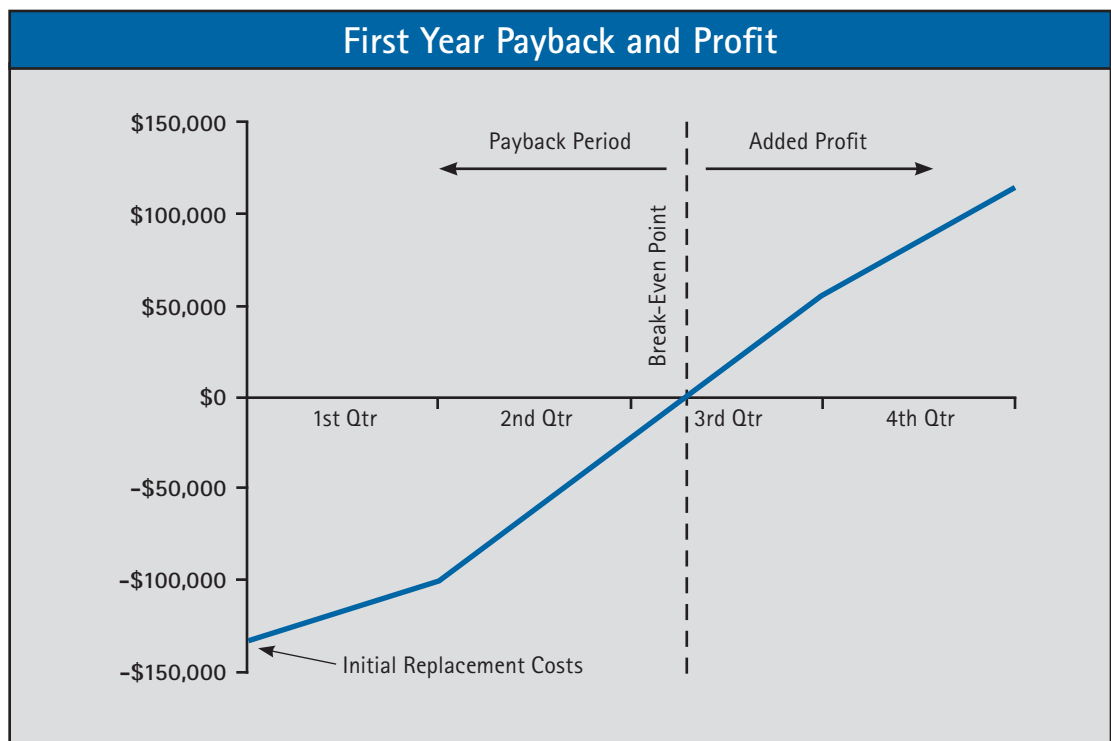 First Year Payback and Profit
$150,000
$100,000
$50,000
$0
-$50,000
-$100,000
-$150,000
Payback Period
Added Profit
Break-Even Point
1st Qtr
2nd Qtr
3rd Qtr
4th Qtr
Initial Replacement Costs